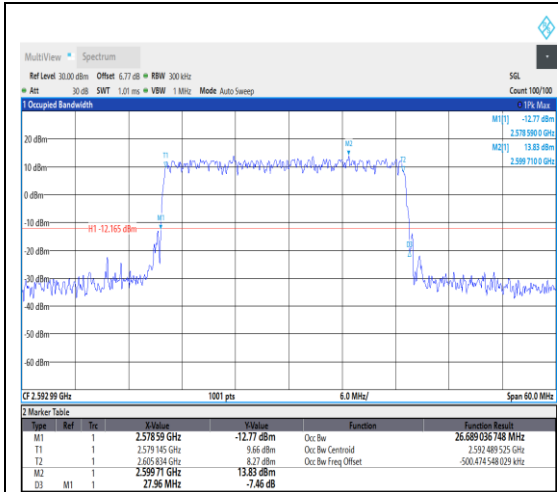 MultiView Spectrum
Ref Level 30.00 dBm Offset 6.77 dB RBW 300 kHz SGL
Att 30 dB SWT 1.01 ms VBW 1 MHz Mode Auto Sweep Count 100/100
1 Occupied Bandwidth 1Pk Max
M1[1] -12.77 dBm
2.578 590 0 GHz
M2[1] 13.83 dBm
2.599 710 0 GHz
20 dBm
M2
T1 T2
10 dBm
0 dBm
-10 dBm
M1
H1 -12.165 dBm
D3
-20 dBm
-30 dBm
-40 dBm
-50 dBm
-60 dBm
CF 2.592 99 GHz 1001 pts 6.0 MHz/ Span 60.0 MHz
2 Marker Table
Type Ref Trc X-Value Y-Value Function Function Result
M1 1 2.578 59 GHz -12.77 dBm Occ Bw 26.689 036 748 MHz
T1 1 2.579 145 GHz 9.66 dBm Occ Bw Centroid 2.592 489 525 GHz
T2 1 2.605 834 GHz 8.27 dBm Occ Bw Freq Offset -500.474 548 029 kHz
M2 1 2.599 71 GHz 13.83 dBm
D3 M1 1 27.96 MHz -7.46 dB